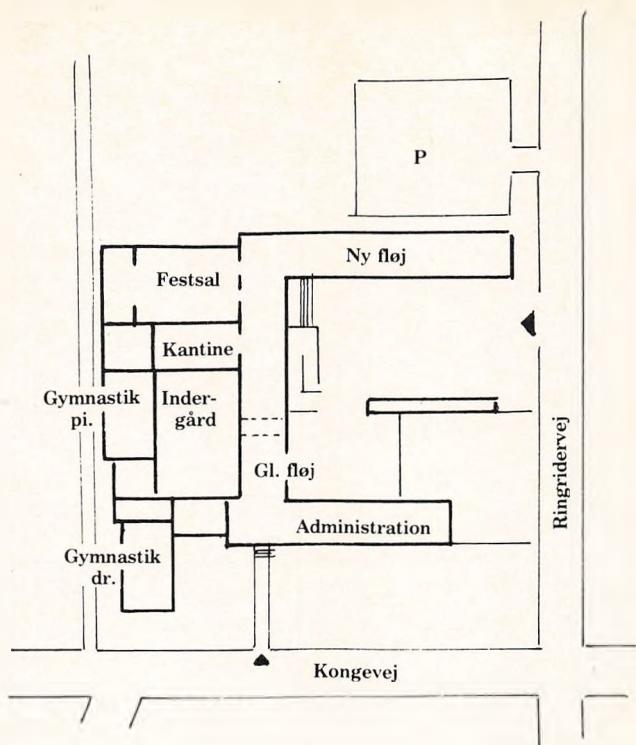 P
Ny fløj
Festsal
Kantine
Gymnastik
pi.
Inder-
gård
Gl. fløj
Ringridervej
Administration
Gymnastik
dr.
Kongevej